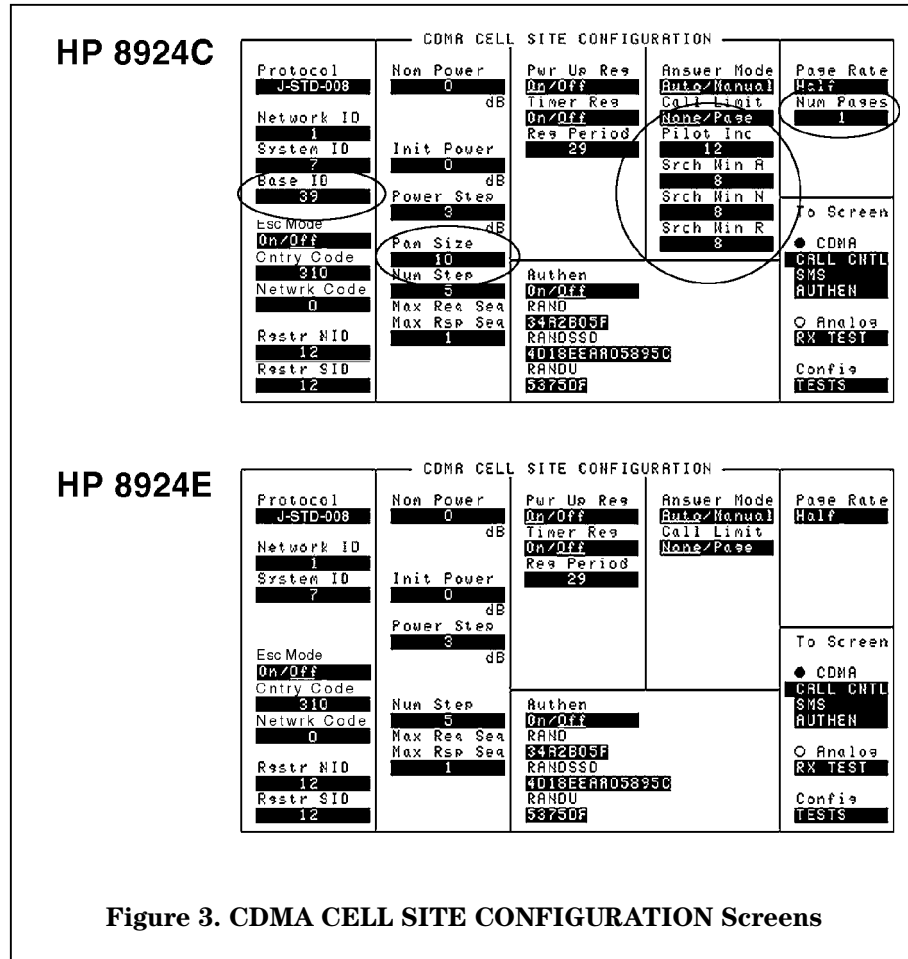 HP 8924C
CDMA CELL SITE CONFIGURATION
Protocol
J-STD-008
Network ID
1
System ID
7
Base ID
39
Esc Mode
On/Off
Cntry Code
310
Netwrk Code
0
Restr NID
12
Restr SID
12
Nom Power
0
dB
Init Power
0
dB
Power Step
3
dB
Pam Size
10
Num Step
5
Max Req Seq
Max Rsp Seq
1
Pwr Up Reg
On/Off
Timer Reg
On/Off
Reg Period
29
Answer Mode
Auto/Manual
Call Limit
None/Page
Pilot Inc
12
Srch Win A
8
Srch Win N
8
Srch Win R
8
Authen
On/Off
RAND
34A2B05F
RANDSSD
4D18EEAA05895C
RANDU
5375DF
Page Rate
Half
Num Pages
1
To Screen
CDMA
CALL CNTL
SMS
AUTHEN
Analog
RX TEST
Config
TESTS
HP 8924E
CDMA CELL SITE CONFIGURATION
Protocol
J-STD-008
Network ID
1
System ID
7
Esc Mode
On/Off
Cntry Code
310
Netwrk Code
0
Restr NID
12
Restr SID
12
Nom Power
0
dB
Init Power
0
dB
Power Step
3
dB
Num Step
5
Max Req Seq
Max Rsp Seq
1
Pwr Up Reg
On/Off
Timer Reg
On/Off
Reg Period
29
Answer Mode
Auto/Manual
Call Limit
None/Page
Authen
On/Off
RAND
34A2B05F
RANDSSD
4D18EEAA05895C
RANDU
5375DF
Page Rate
Half
To Screen
CDMA
CALL CNTL
SMS
AUTHEN
Analog
RX TEST
Config
TESTS
Figure 3. CDMA CELL SITE CONFIGURATION Screens